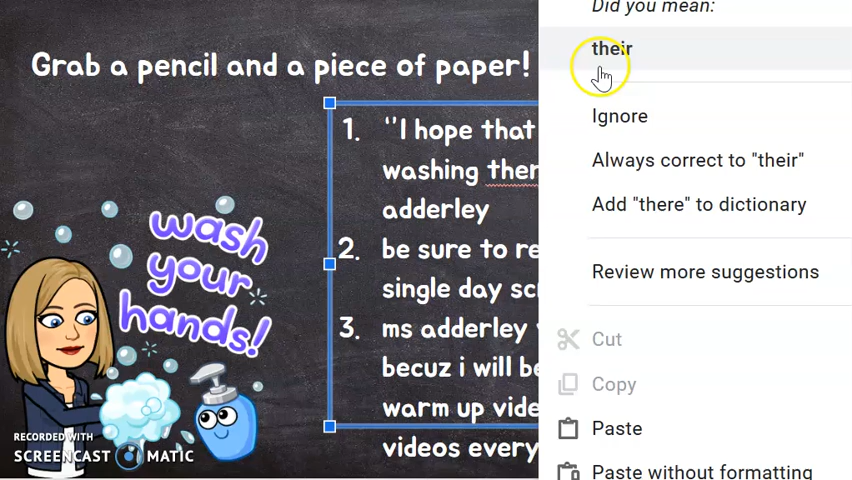 Grab a pencil and a piece of paper!
1. ‘’I hope that
washing ther
adderley
2. be sure to re
single day sc
3. ms adderley
becuz i will be
warm up vide
videos every
wash
your
hands!
RECORDED WITH
SCREENCAST MATIC
Did you mean:
their
Ignore
Always correct to "their"
Add "there" to dictionary
Review more suggestions
Cut
Copy
Paste
Paste without formatting